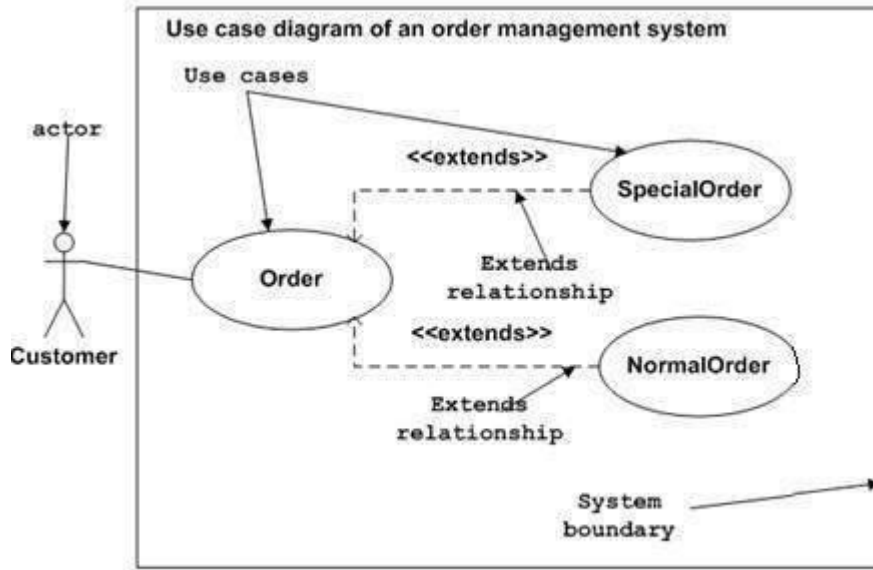 Use case diagram of an order management system
Use cases
actor
<<extends>>
SpecialOrder
Order
Extends
relationship
<<extends>>
Customer
NormalOrder
Extends
relationship
System
boundary